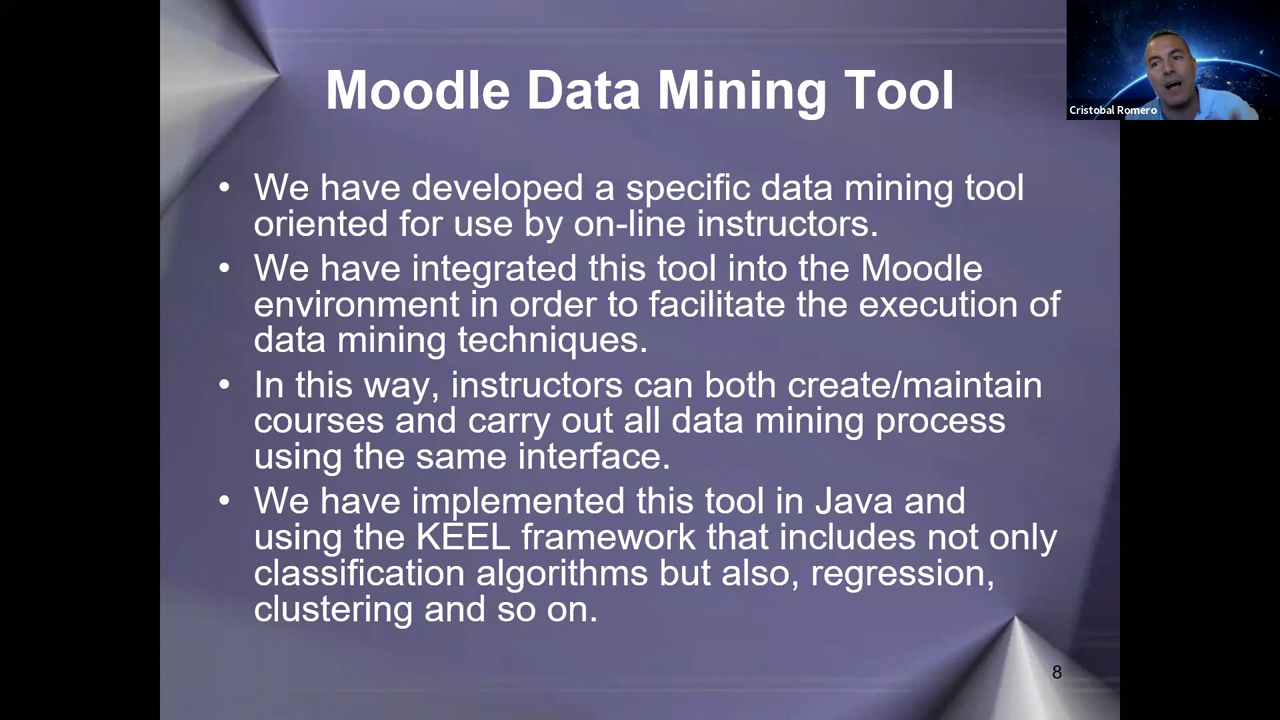 Moodle Data Mining Tool
Cristobal Romero
• We have developed a specific data mining tool
oriented for use by on-line instructors.
• We have integrated this tool into the Moodle
environment in order to facilitate the execution of
data mining techniques.
• In this way, instructors can both create/maintain
courses and carry out all data mining process
using the same interface.
• We have implemented this tool in Java and
using the KEEL framework that includes not only
classification algorithms but also, regression,
clustering and so on.
8